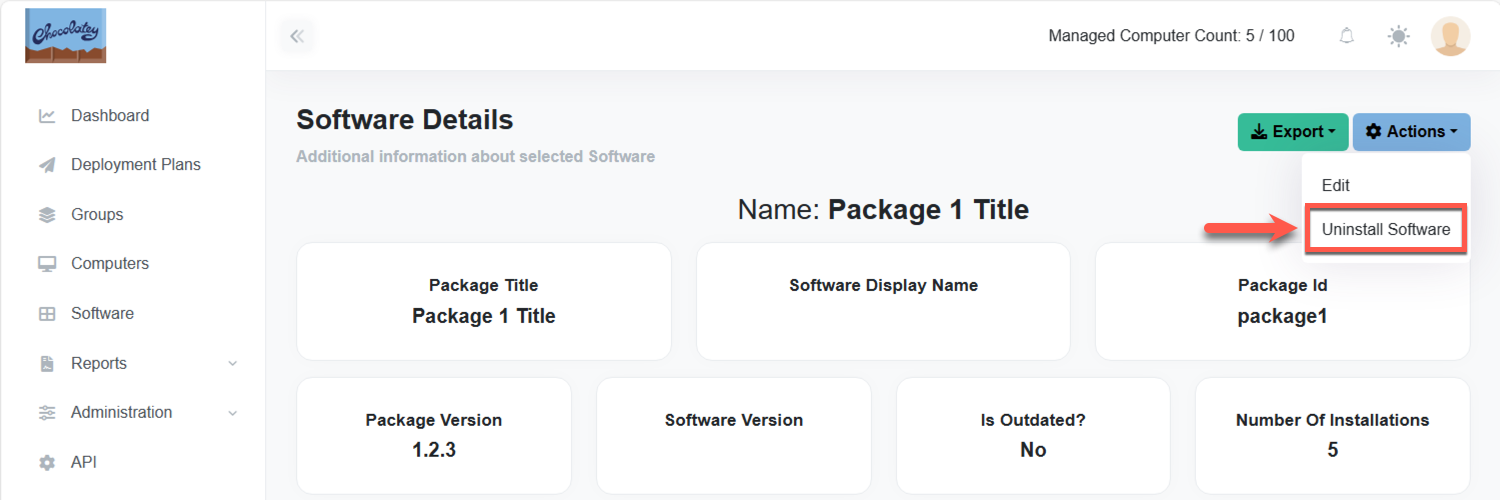 Chocolatey
Managed Computer Count: 5 / 100
Dashboard
Deployment Plans
Groups
Computers
Software
Reports
Administration
API
Software Details
Additional information about selected Software
Export
Actions
Edit
Uninstall Software
Name: Package 1 Title
Package Title
Package 1 Title
Software Display Name
Package Id
package1
Package Version
1.2.3
Software Version
Is Outdated?
No
Number Of Installations
5